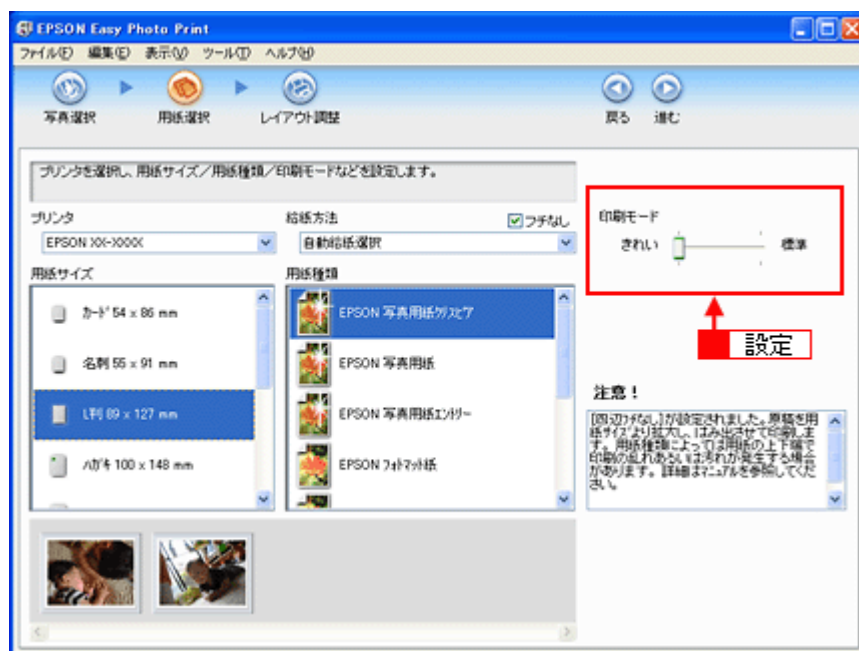 EPSON Easy Photo Print
ファイル(F) 編集(E) 表示(V) ツール(T) ヘルプ(H)
写真選択 用紙選択 レイアウト調整 戻る 進む
プリンタを選択し、用紙サイズ/用紙種類/印刷モードなどを設定します。
プリンタ
EPSON XX-XXXX
給紙方法
フチなし
自動給紙選択
用紙サイズ
カード 54 x 86 mm
名刺 55 x 91 mm
L判 89 x 127 mm
ハガキ 100 x 148 mm
用紙種類
EPSON 写真用紙クリスピア
EPSON 写真用紙
EPSON 写真用紙エントリー
EPSON フォトマット紙
印刷モード
きれい 標準
設定
注意!
[四辺フチなし]が設定されました。原稿を用
紙サイズより拡大し、はみ出させて印刷しま
す。用紙種類によっては用紙の上下端で
印刷の乱れあるいは汚れが発生する場合
があります。詳細はマニュアルを参照してくだ
さい。